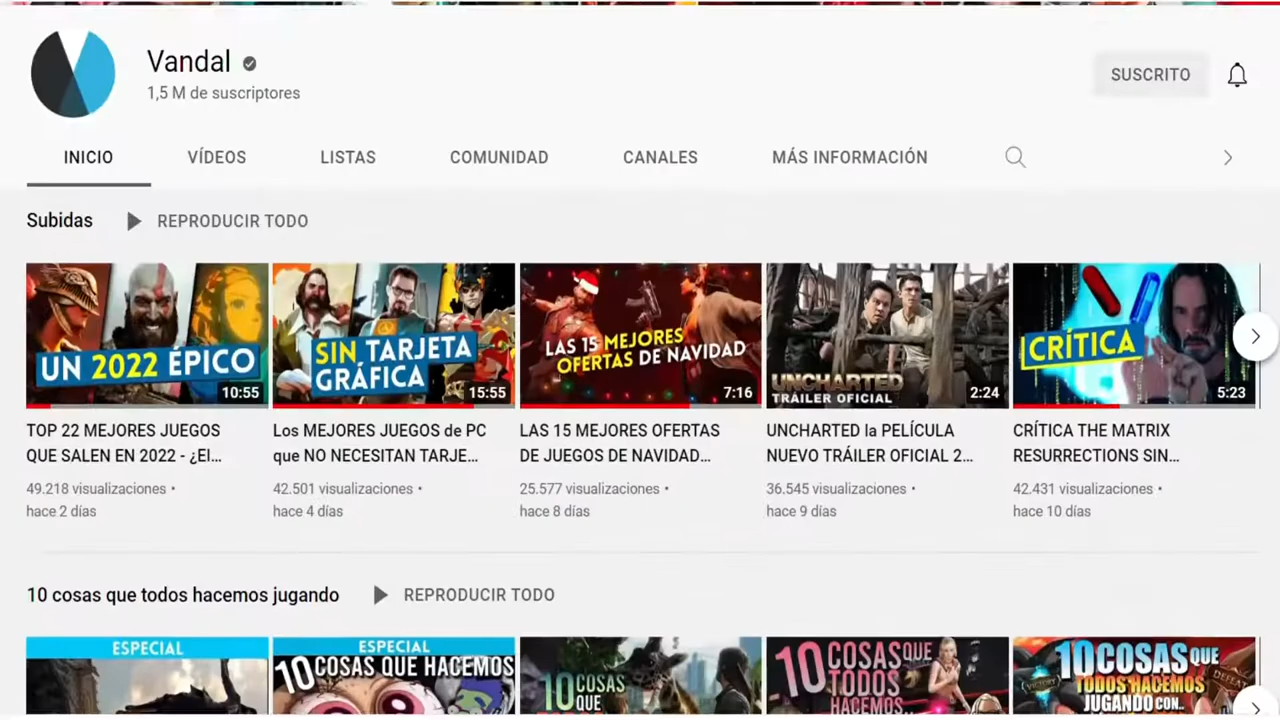 Vandal
1,5 M de suscriptores
SUSCRITO
INICIO
VÍDEOS
LISTAS
COMUNIDAD
CANALES
MÁS INFORMACIÓN
Subidas
REPRODUCIR TODO
UN 2022 ÉPICO
10:55
SIN TARJETA
GRÁFICA
15:55
LAS 15 MEJORES
OFERTAS DE NAVIDAD
7:16
UNCHARTED
TRÁILER OFICIAL
2:24
CRÍTICA
5:23
TOP 22 MEJORES JUEGOS
QUE SALEN EN 2022 - ¿El...
49.218 visualizaciones •
hace 2 días
Los MEJORES JUEGOS de PC
que NO NECESITAN TARJE...
42.501 visualizaciones •
hace 4 días
LAS 15 MEJORES OFERTAS
DE JUEGOS DE NAVIDAD...
25.577 visualizaciones •
hace 8 días
UNCHARTED la PELÍCULA
NUEVO TRÁILER OFICIAL 2...
36.545 visualizaciones •
hace 9 días
CRÍTICA THE MATRIX
RESURRECTIONS SIN...
42.431 visualizaciones •
hace 10 días
10 cosas que todos hacemos jugando
REPRODUCIR TODO
ESPECIAL
ESPECIAL
10 COSAS QUE HACEMOS
10 COSAS
QUE
10 COSAS QUE
TODOS
HACEMOS..
10 COSAS QUE
TODOS HACEMOS
JUGANDO CON..
VICTORY
DEFEAT